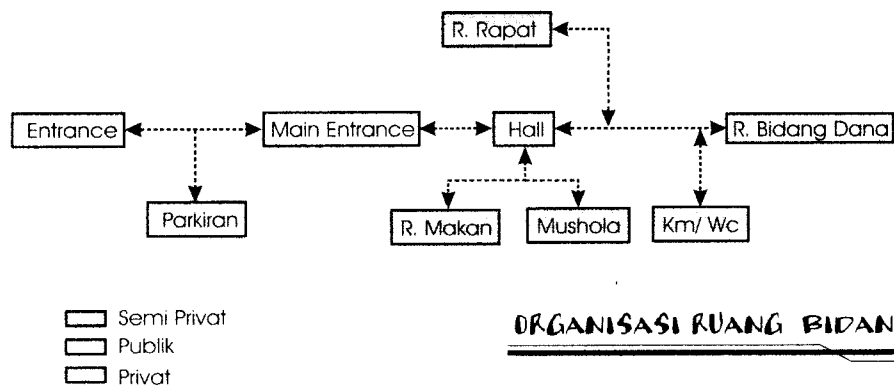 R. Rapat
Entrance
Main Entrance
Hall
R. Bidang Dana
Parkiran
R. Makan
Mushola
Km/ Wc
Semi Privat
Publik
Privat
ORGANISASI RUANG BIDAN